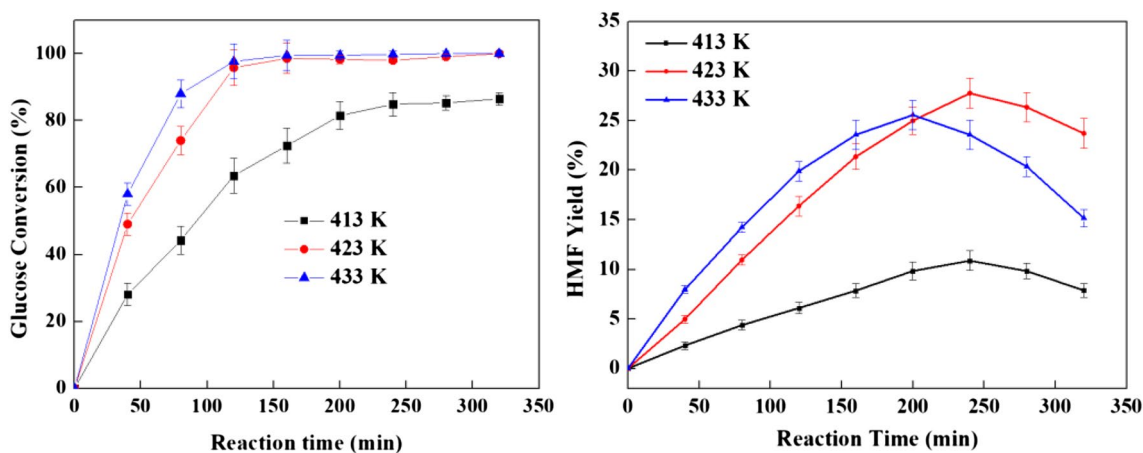 Glucose Conversion (%)
100
80
60
40
20
0
413 K
423 K
433 K
0 50 100 150 200 250 300 350
Reaction time (min)
HMF Yield (%)
35
30
25
20
15
10
5
0
413 K
423 K
433 K
0 50 100 150 200 250 300 350
Reaction Time (min)